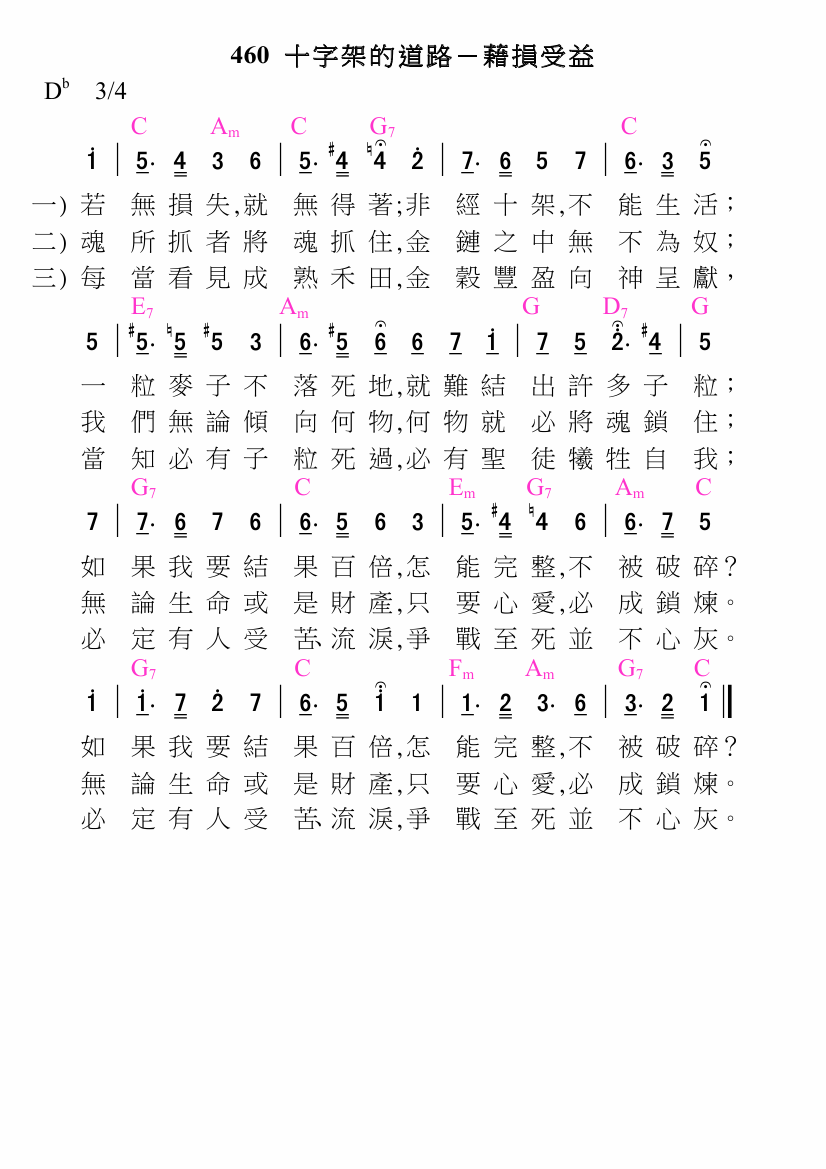 460 十字架的道路－藉損受益
D♭ 3/4
C Am C G7 C
1̇ | 5· 4 3 6 | 5· ♯4 ♮4 2̇ | 7· 6 5 7 | 6· 3 5
一) 若 無損失,就 無得著;非 經十架,不 能生活；
二) 魂 所抓者將 魂抓住,金 鏈之中無 不為奴；
三) 每 當看見成 熟禾田,金 穀豐盈向 神呈獻，
E7 Am G D7 G
5 | ♯5· ♮5 ♯5 3 | 6· ♯5 6 6 7 1̇ | 7 5 2̇· ♯4 | 5
一 粒麥子不 落死地,就難結 出許多子 粒；
我 們無論傾 向何物,何物就 必將魂鎖 住；
當 知必有子 粒死過,必有聖 徒犧牲自 我；
G7 C Em G7 Am C
7 | 7· 6 7 6 | 6· 5 6 3 | 5· ♯4 ♮4 6 | 6· 7 5
如 果我要結 果百倍,怎 能完整,不 被破碎？
無 論生命或 是財產,只 要心愛,必 成鎖煉。
必 定有人受 苦、流淚,爭 戰至死並 不心灰。
G7 C Fm Am G7 C
1̇ | 1̇· 7 2̇ 7 | 6· 5 1̇ 1 | 1· 2 3· 6 | 3· 2 1
如 果我要結 果百倍,怎 能完整,不 被破碎？
無 論生命或 是財產,只 要心愛,必 成鎖煉。
必 定有人受 苦、流淚,爭 戰至死並 不心灰。